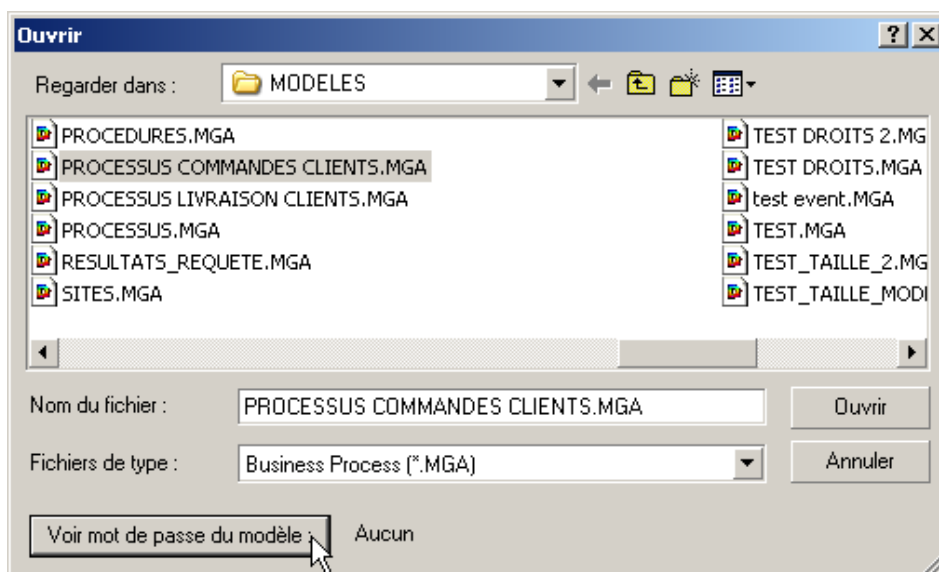 Ouvrir
Regarder dans : MODELES
PROCEDURES.MGA
PROCESSUS COMMANDES CLIENTS.MGA
PROCESSUS LIVRAISON CLIENTS.MGA
PROCESSUS.MGA
RESULTATS_REQUETE.MGA
SITES.MGA
TEST DROITS 2.MG
TEST DROITS.MGA
test event.MGA
TEST.MGA
TEST_TAILLE_2.MG
TEST_TAILLE_MOD
Nom du fichier : PROCESSUS COMMANDES CLIENTS.MGA Ouvrir
Fichiers de type : Business Process (*.MGA) Annuler
Voir mot de passe du modèle : Aucun